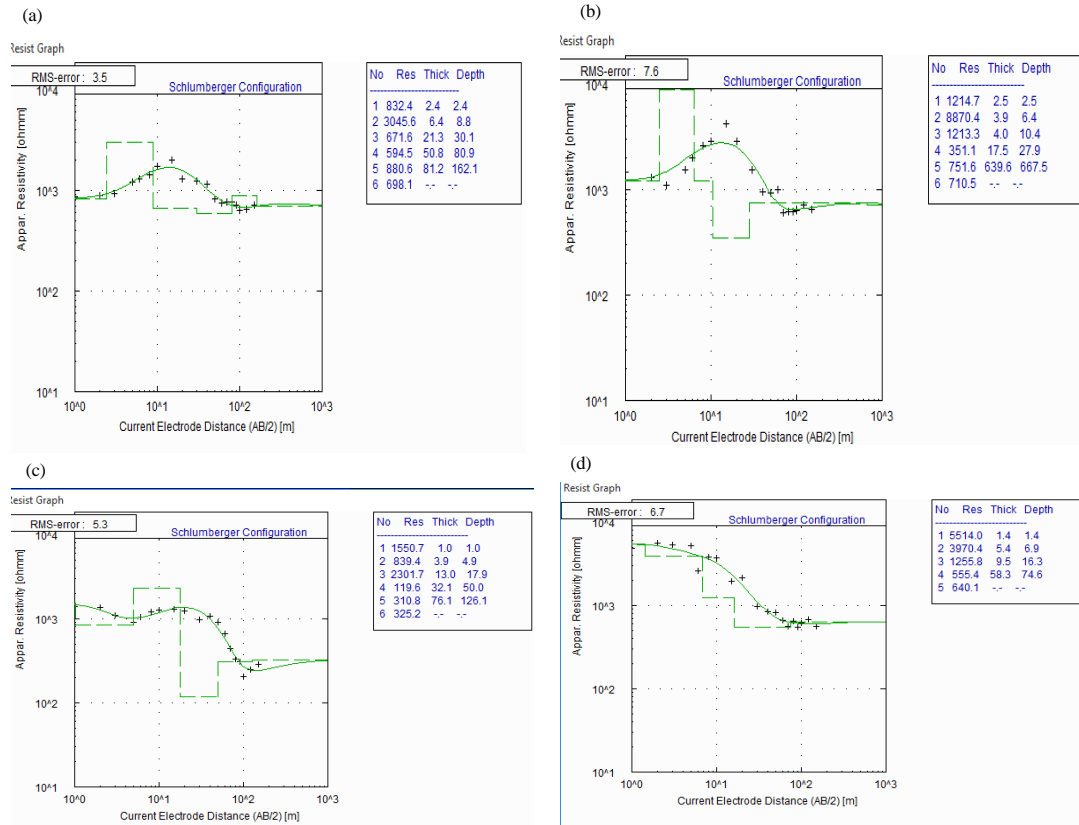 (a)
Resist Graph
RMS-error : 3.5
Schlumberger Configuration
Appar. Resistivity [ohmm]
10^4
10^3
10^2
10^1
10^0 10^1 10^2 10^3
Current Electrode Distance (AB/2) [m]
No Res Thick Depth
1 832.4 2.4 2.4
2 3045.6 6.4 8.8
3 671.6 21.3 30.1
4 594.5 50.8 80.9
5 880.6 81.2 162.1
6 698.1 -.- -.-
(b)
Resist Graph
RMS-error : 7.6
Schlumberger Configuration
Appar. Resistivity [ohmm]
10^4
10^3
10^2
10^1
10^0 10^1 10^2 10^3
Current Electrode Distance (AB/2) [m]
No Res Thick Depth
1 1214.7 2.5 2.5
2 8870.4 3.9 6.4
3 1213.3 4.0 10.4
4 351.1 17.5 27.9
5 751.6 639.6 667.5
6 710.5 -.- -.-
(c)
Resist Graph
RMS-error : 5.3
Schlumberger Configuration
Appar. Resistivity [ohmm]
10^4
10^3
10^2
10^1
10^0 10^1 10^2 10^3
Current Electrode Distance (AB/2) [m]
No Res Thick Depth
1 1550.7 1.0 1.0
2 839.4 3.9 4.9
3 2301.7 13.0 17.9
4 119.6 32.1 50.0
5 310.8 76.1 126.1
6 325.2 -.- -.-
(d)
Resist Graph
RMS-error : 6.7
Schlumberger Configuration
Appar. Resistivity [ohmm]
10^4
10^3
10^2
10^1
10^0 10^1 10^2 10^3
Current Electrode Distance (AB/2) [m]
No Res Thick Depth
1 5514.0 1.4 1.4
2 3970.4 5.4 6.9
3 1255.8 9.5 16.3
4 555.4 58.3 74.6
5 640.1 -.- -.-